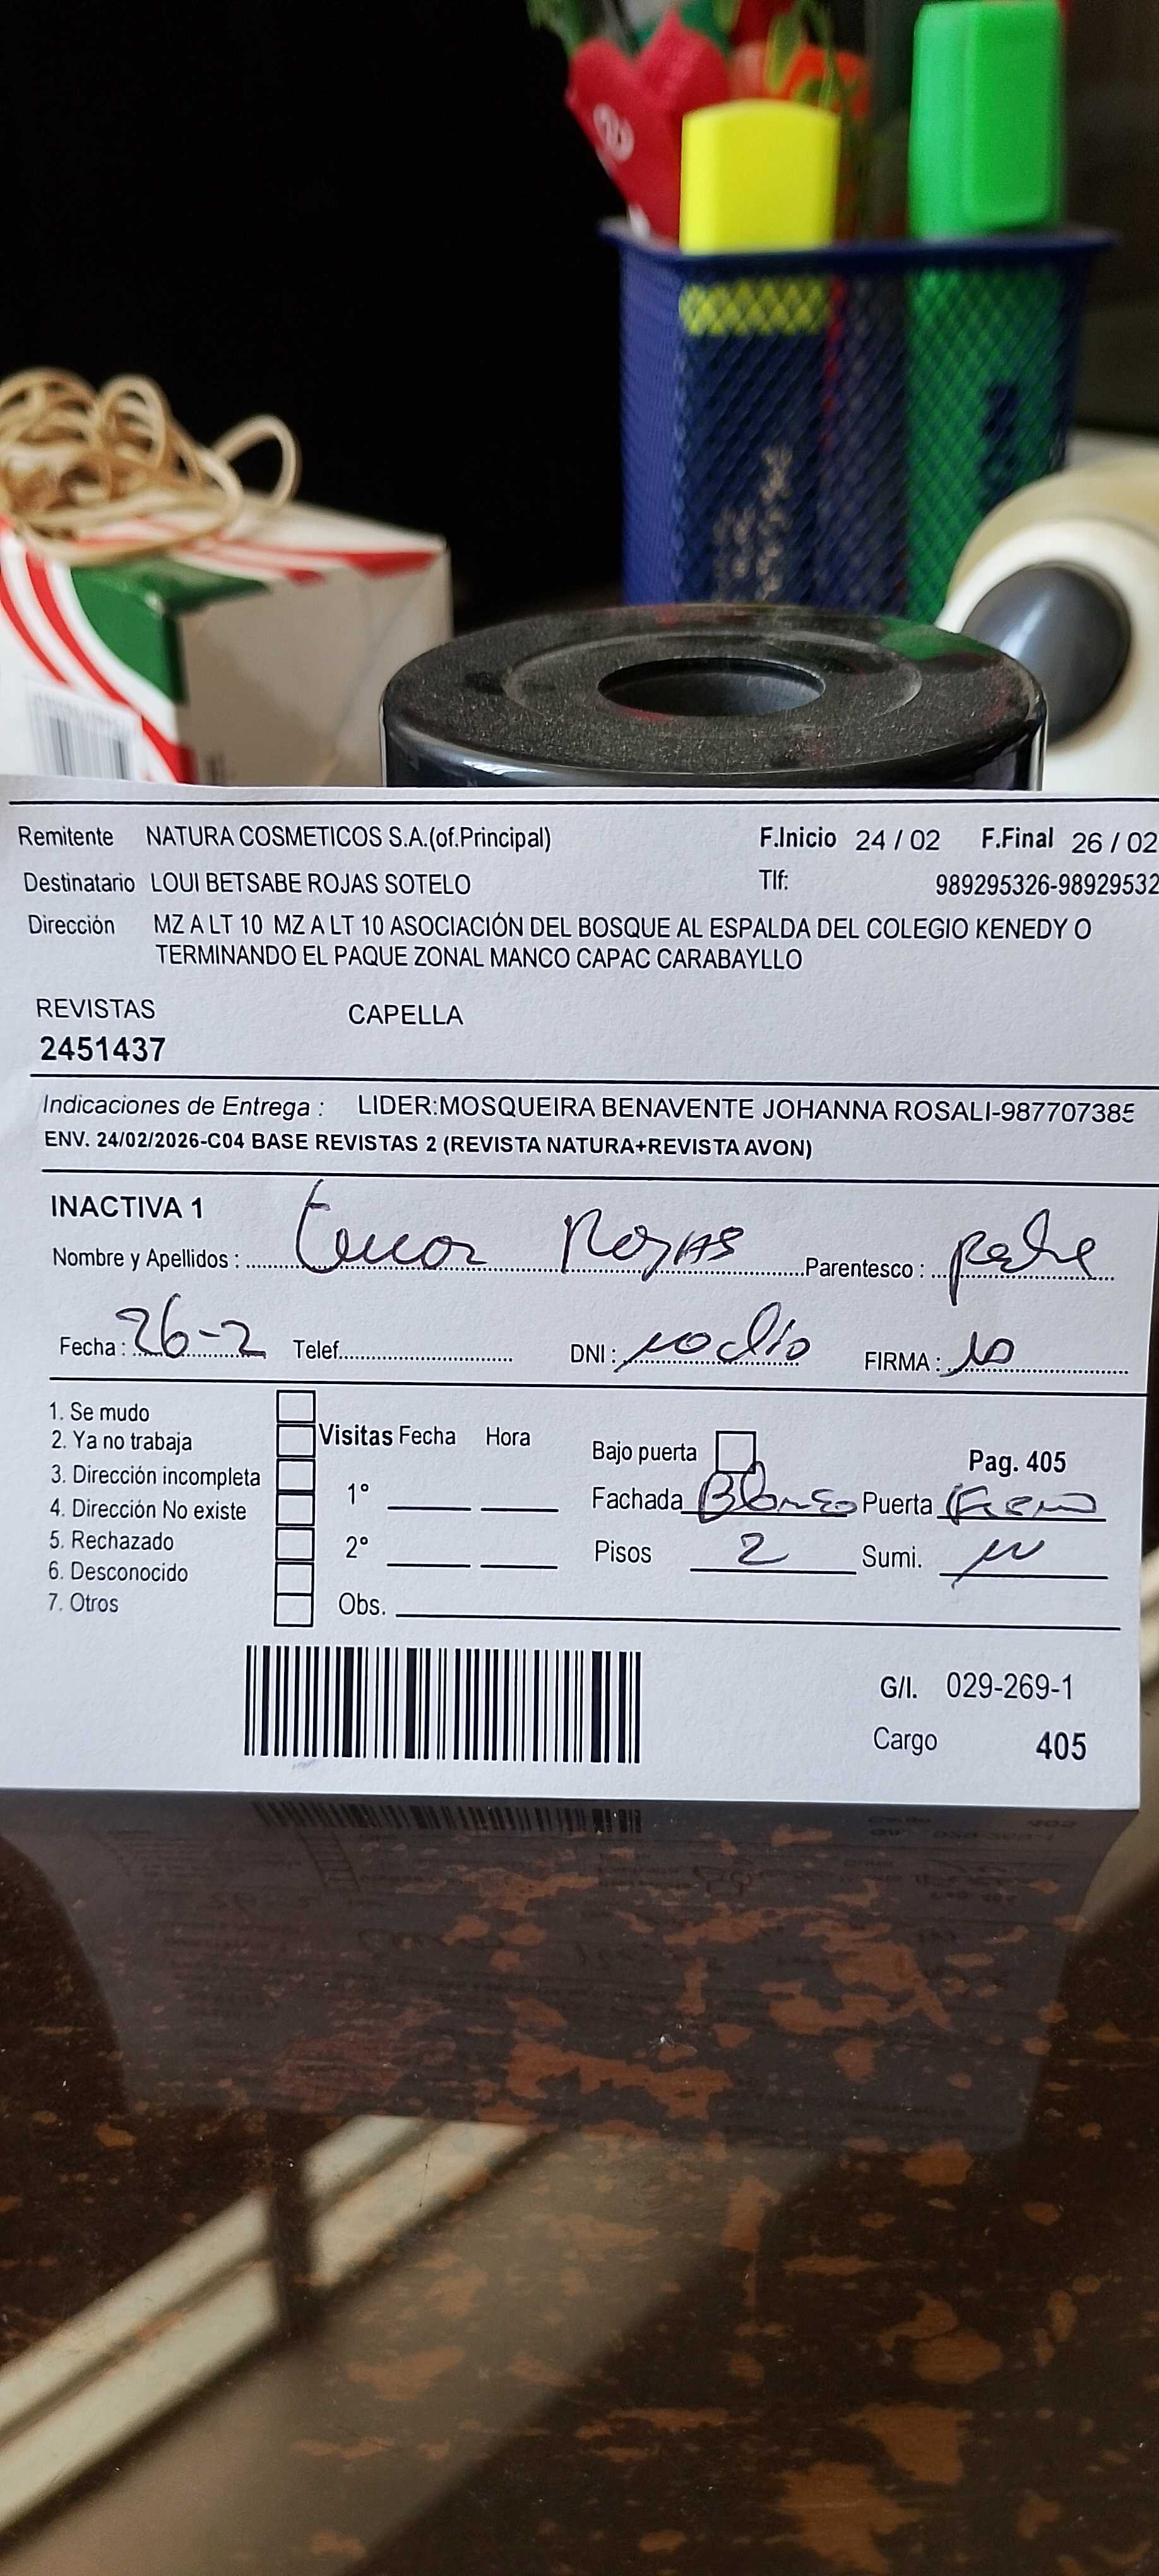 Remitente NATURA COSMETICOS S.A.(of.Principal) F.Inicio 24 / 02 F.Final 26 / 02
Destinatario LOUI BETSABE ROJAS SOTELO Tlf: 989295326-98929532
Dirección MZ A LT 10 MZ A LT 10 ASOCIACIÓN DEL BOSQUE AL ESPALDA DEL COLEGIO KENEDY O
TERMINANDO EL PAQUE ZONAL MANCO CAPAC CARABAYLLO
REVISTAS CAPELLA
2451437
Indicaciones de Entrega : LIDER:MOSQUEIRA BENAVENTE JOHANNA ROSALI-987707385
ENV. 24/02/2026-C04 BASE REVISTAS 2 (REVISTA NATURA+REVISTA AVON)
INACTIVA 1
Nombre y Apellidos : Rojas Parentesco : padre
Fecha : 26-2 Telef. DNI : no dio FIRMA : no
1. Se mudo
2. Ya no trabaja
3. Dirección incompleta
4. Dirección No existe
5. Rechazado
6. Desconocido
7. Otros
Visitas Fecha Hora
1°
2°
Obs.
Bajo puerta Pag. 405
Fachada Blanco Puerta Fierro
Pisos 2 Sumi.
G/I. 029-269-1
Cargo 405